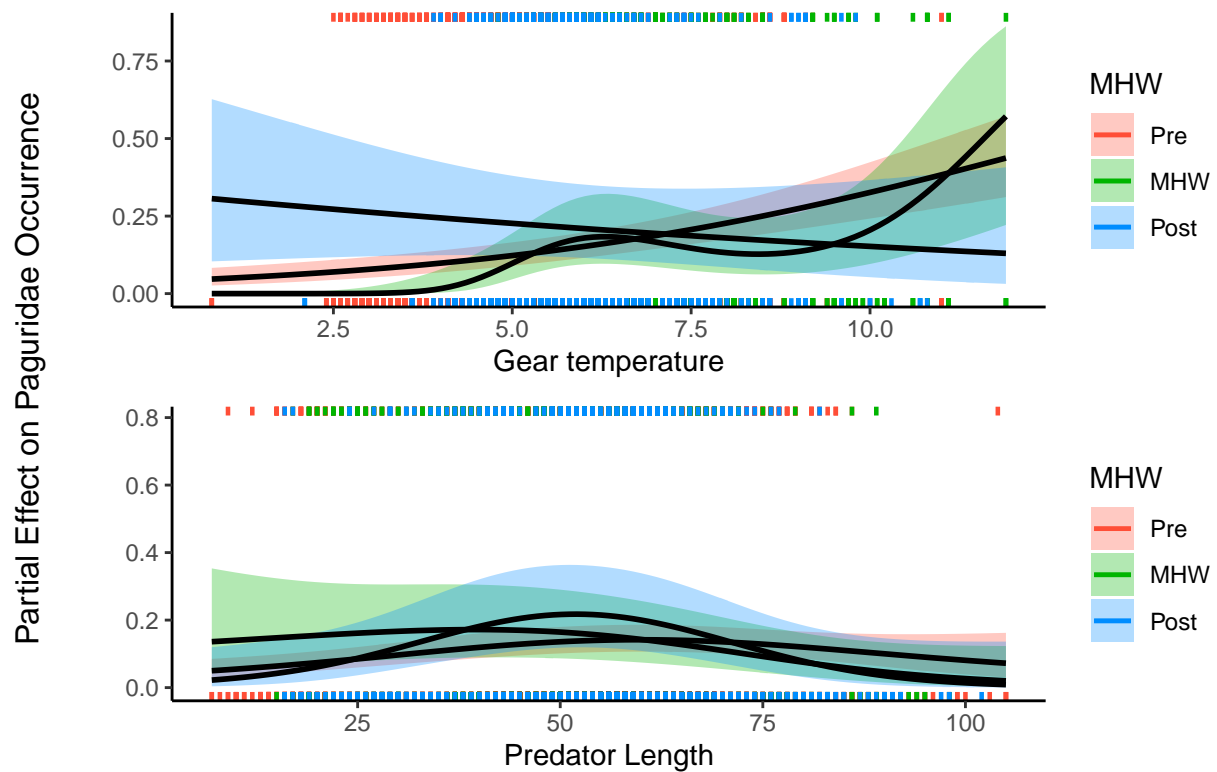 Partial Effect on Paguridae Occurrence
0.75
0.50
0.25
0.00
2.5 5.0 7.5 10.0
Gear temperature
MHW
Pre
MHW
Post
0.8
0.6
0.4
0.2
0.0
25 50 75 100
Predator Length
MHW
Pre
MHW
Post